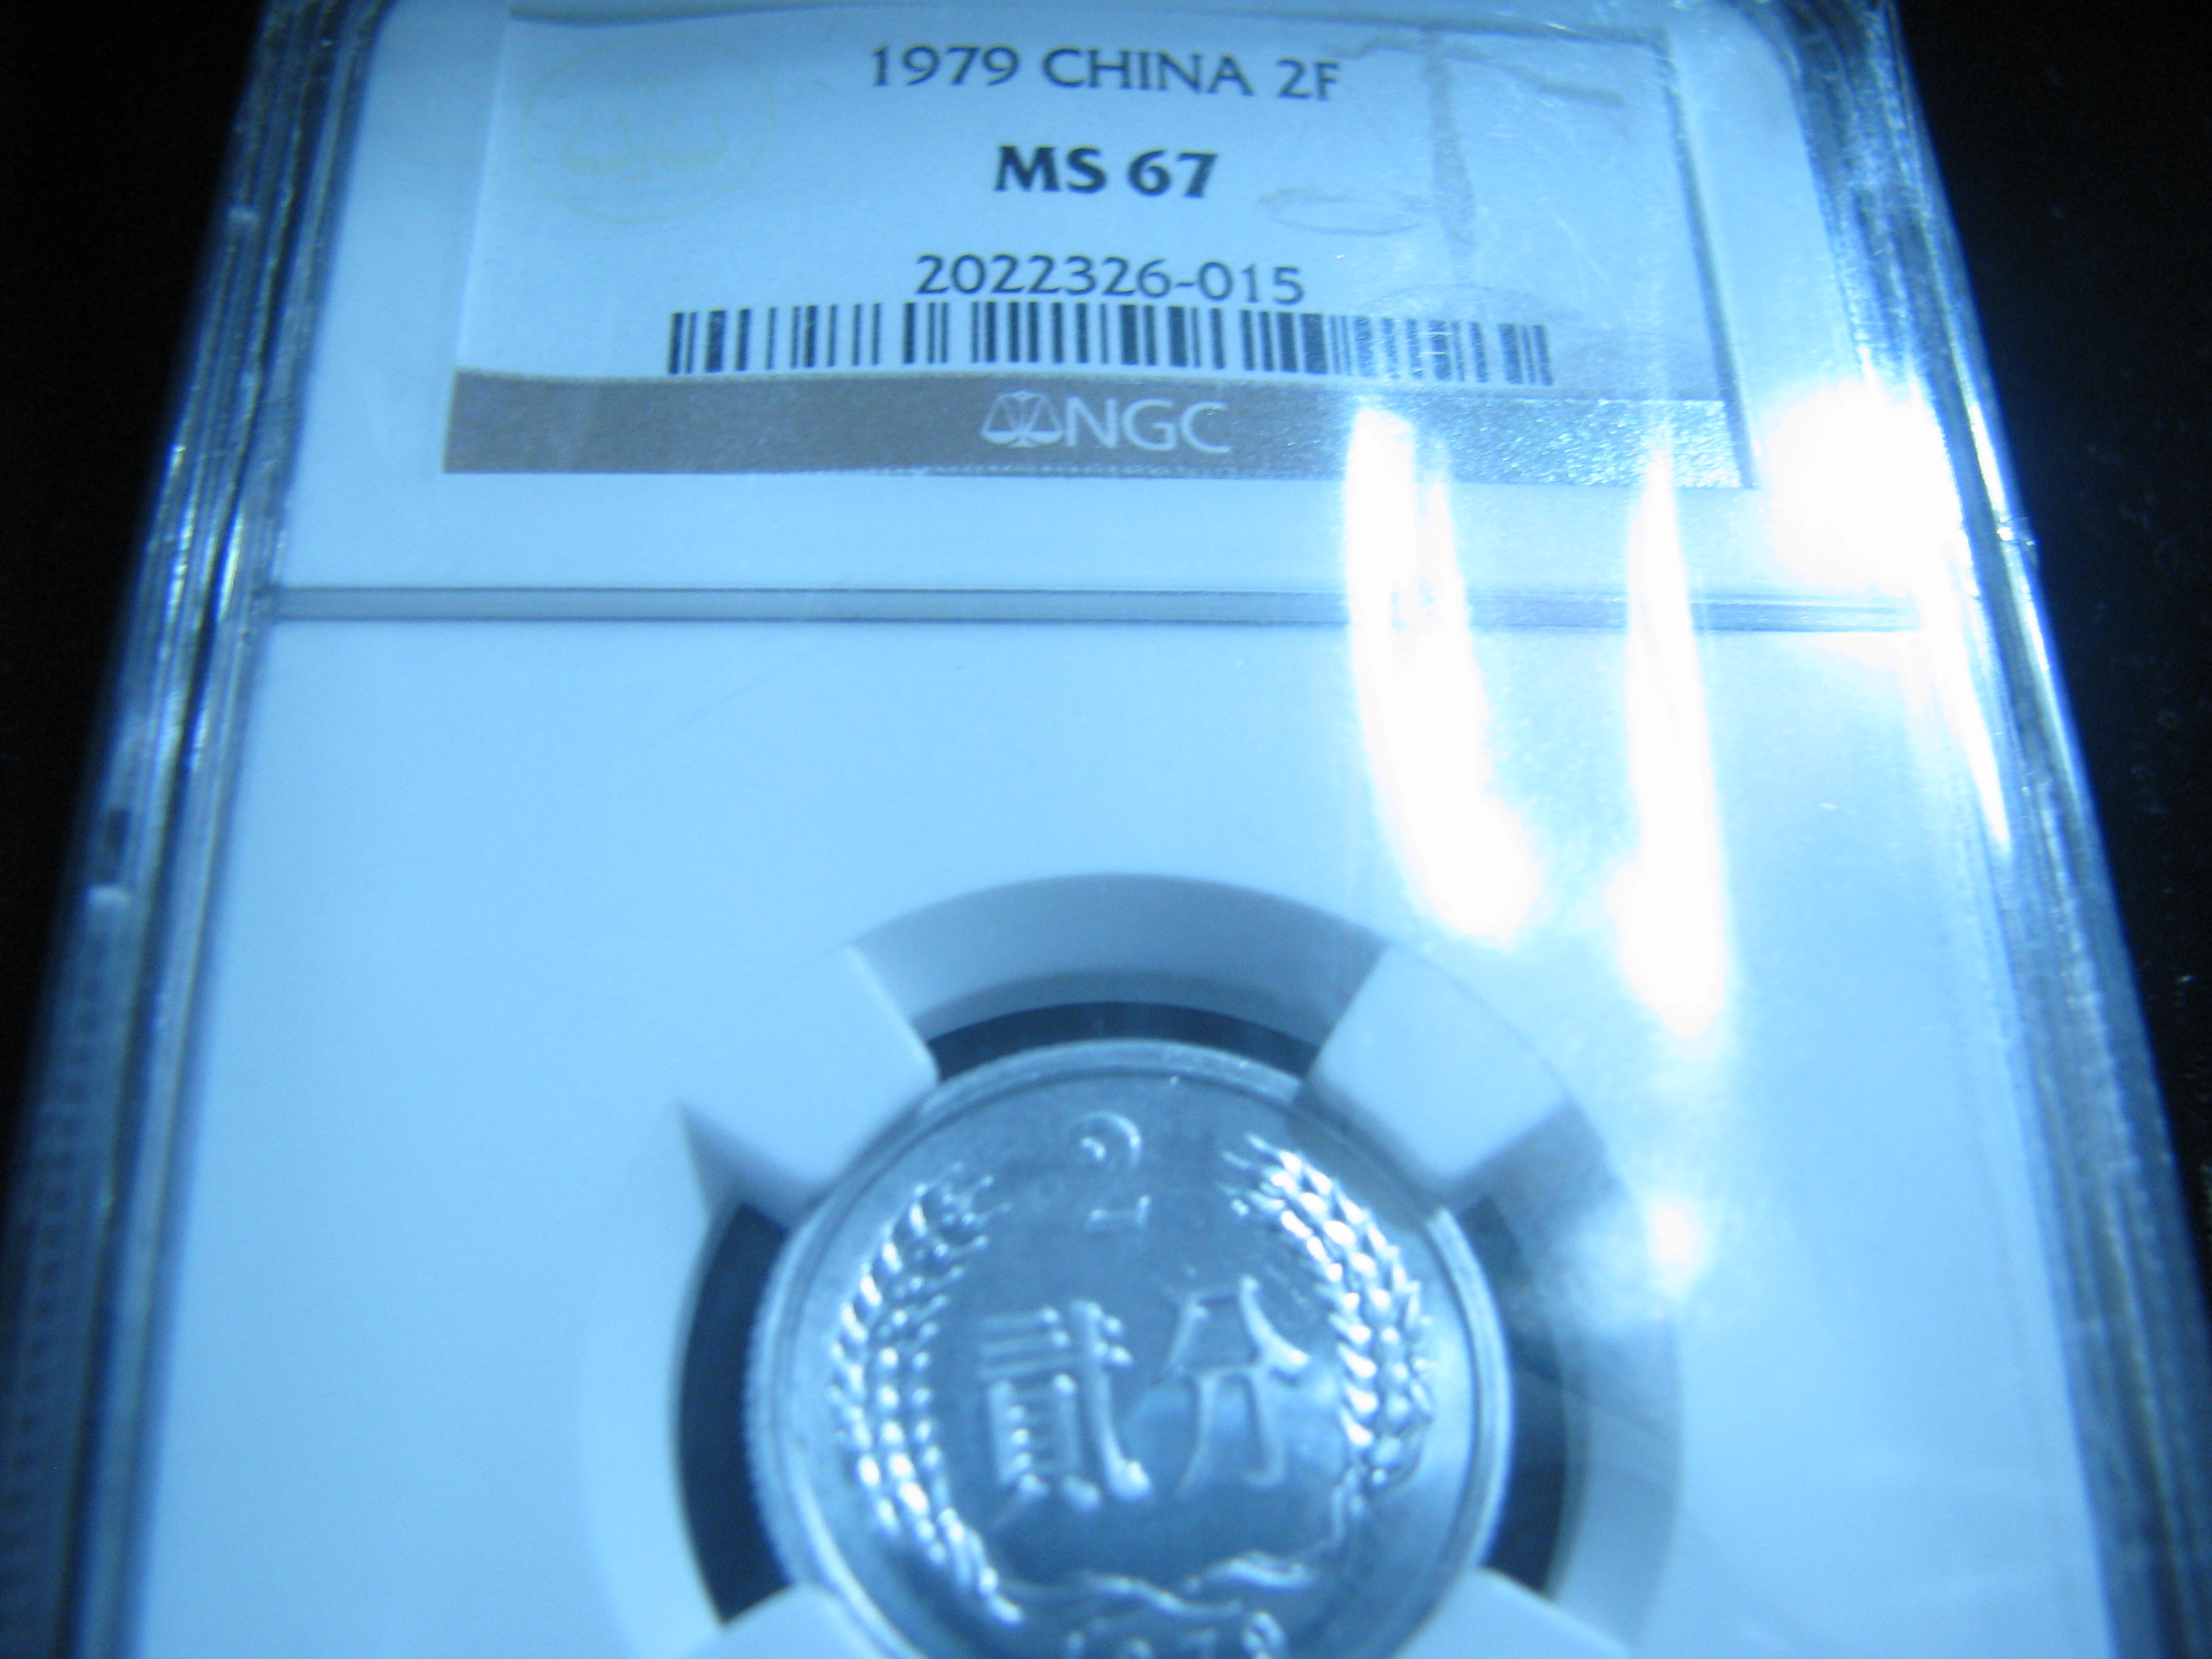 1979 CHINA 2F
MS 67
2022326-015
NGC
2
贰分